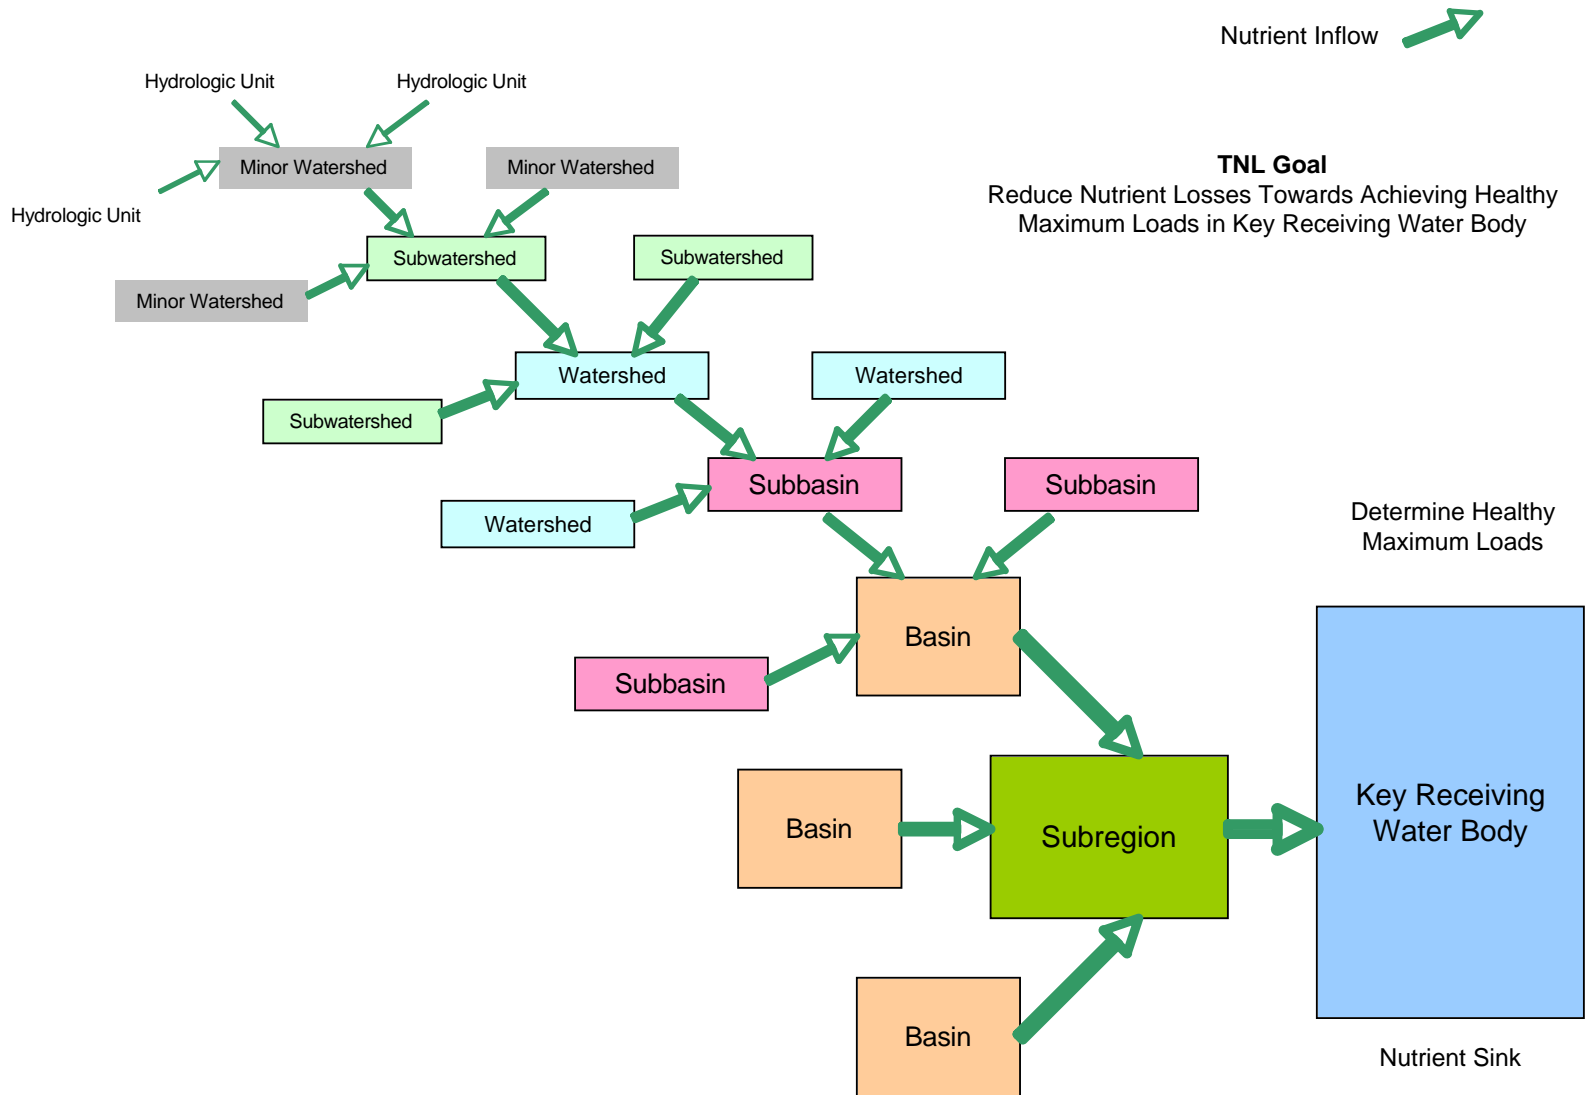 Nutrient Inflow
Hydrologic Unit
Hydrologic Unit
Minor Watershed
Minor Watershed
TNL Goal
Reduce Nutrient Losses Towards Achieving Healthy
Maximum Loads in Key Receiving Water Body
Hydrologic Unit
Subwatershed
Subwatershed
Minor Watershed
Watershed
Watershed
Subwatershed
Subbasin
Subbasin
Watershed
Determine Healthy
Maximum Loads
Basin
Subbasin
Key Receiving
Water Body
Basin
Subregion
Basin
Nutrient Sink